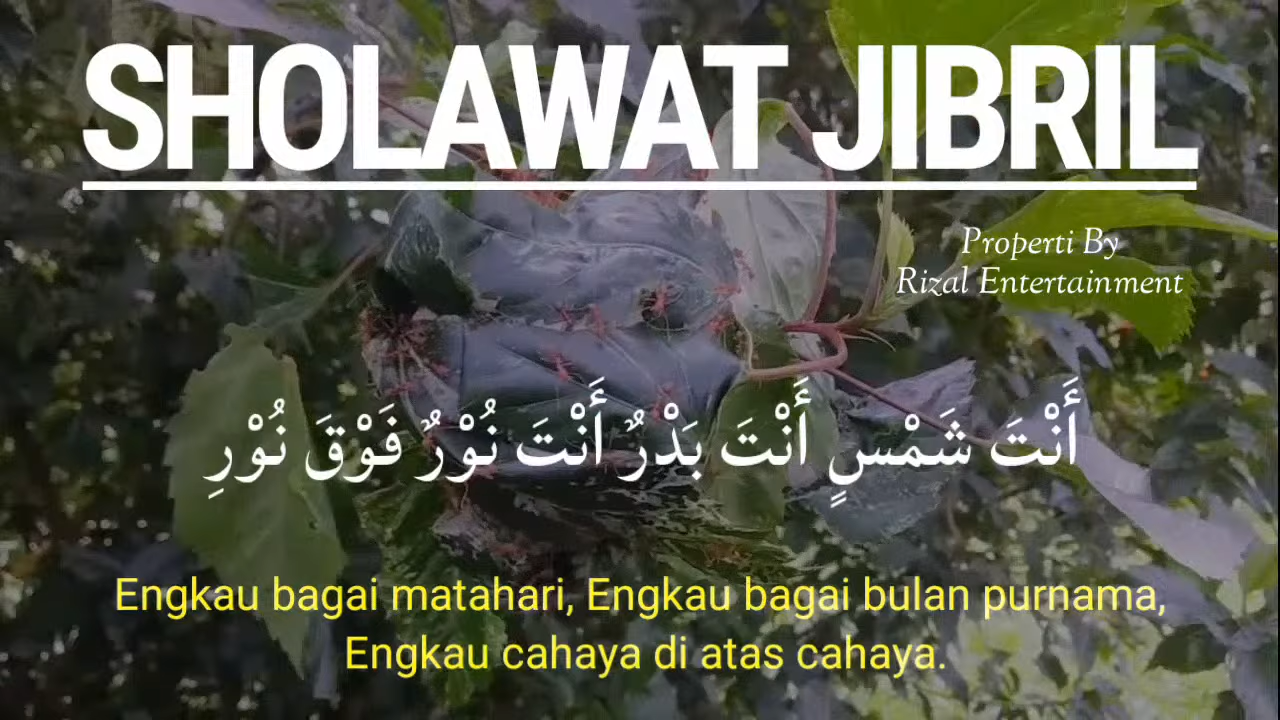 SHOLAWAT JIBRIL
Properti By
Rizal Entertainment
أَنْتَ شَمْسٍ أَنْتَ بَدْرٌ أَنْتَ نُوْرٌ فَوْقَ نُوْرِ
Engkau bagai matahari, Engkau bagai bulan purnama,
Engkau cahaya di atas cahaya.